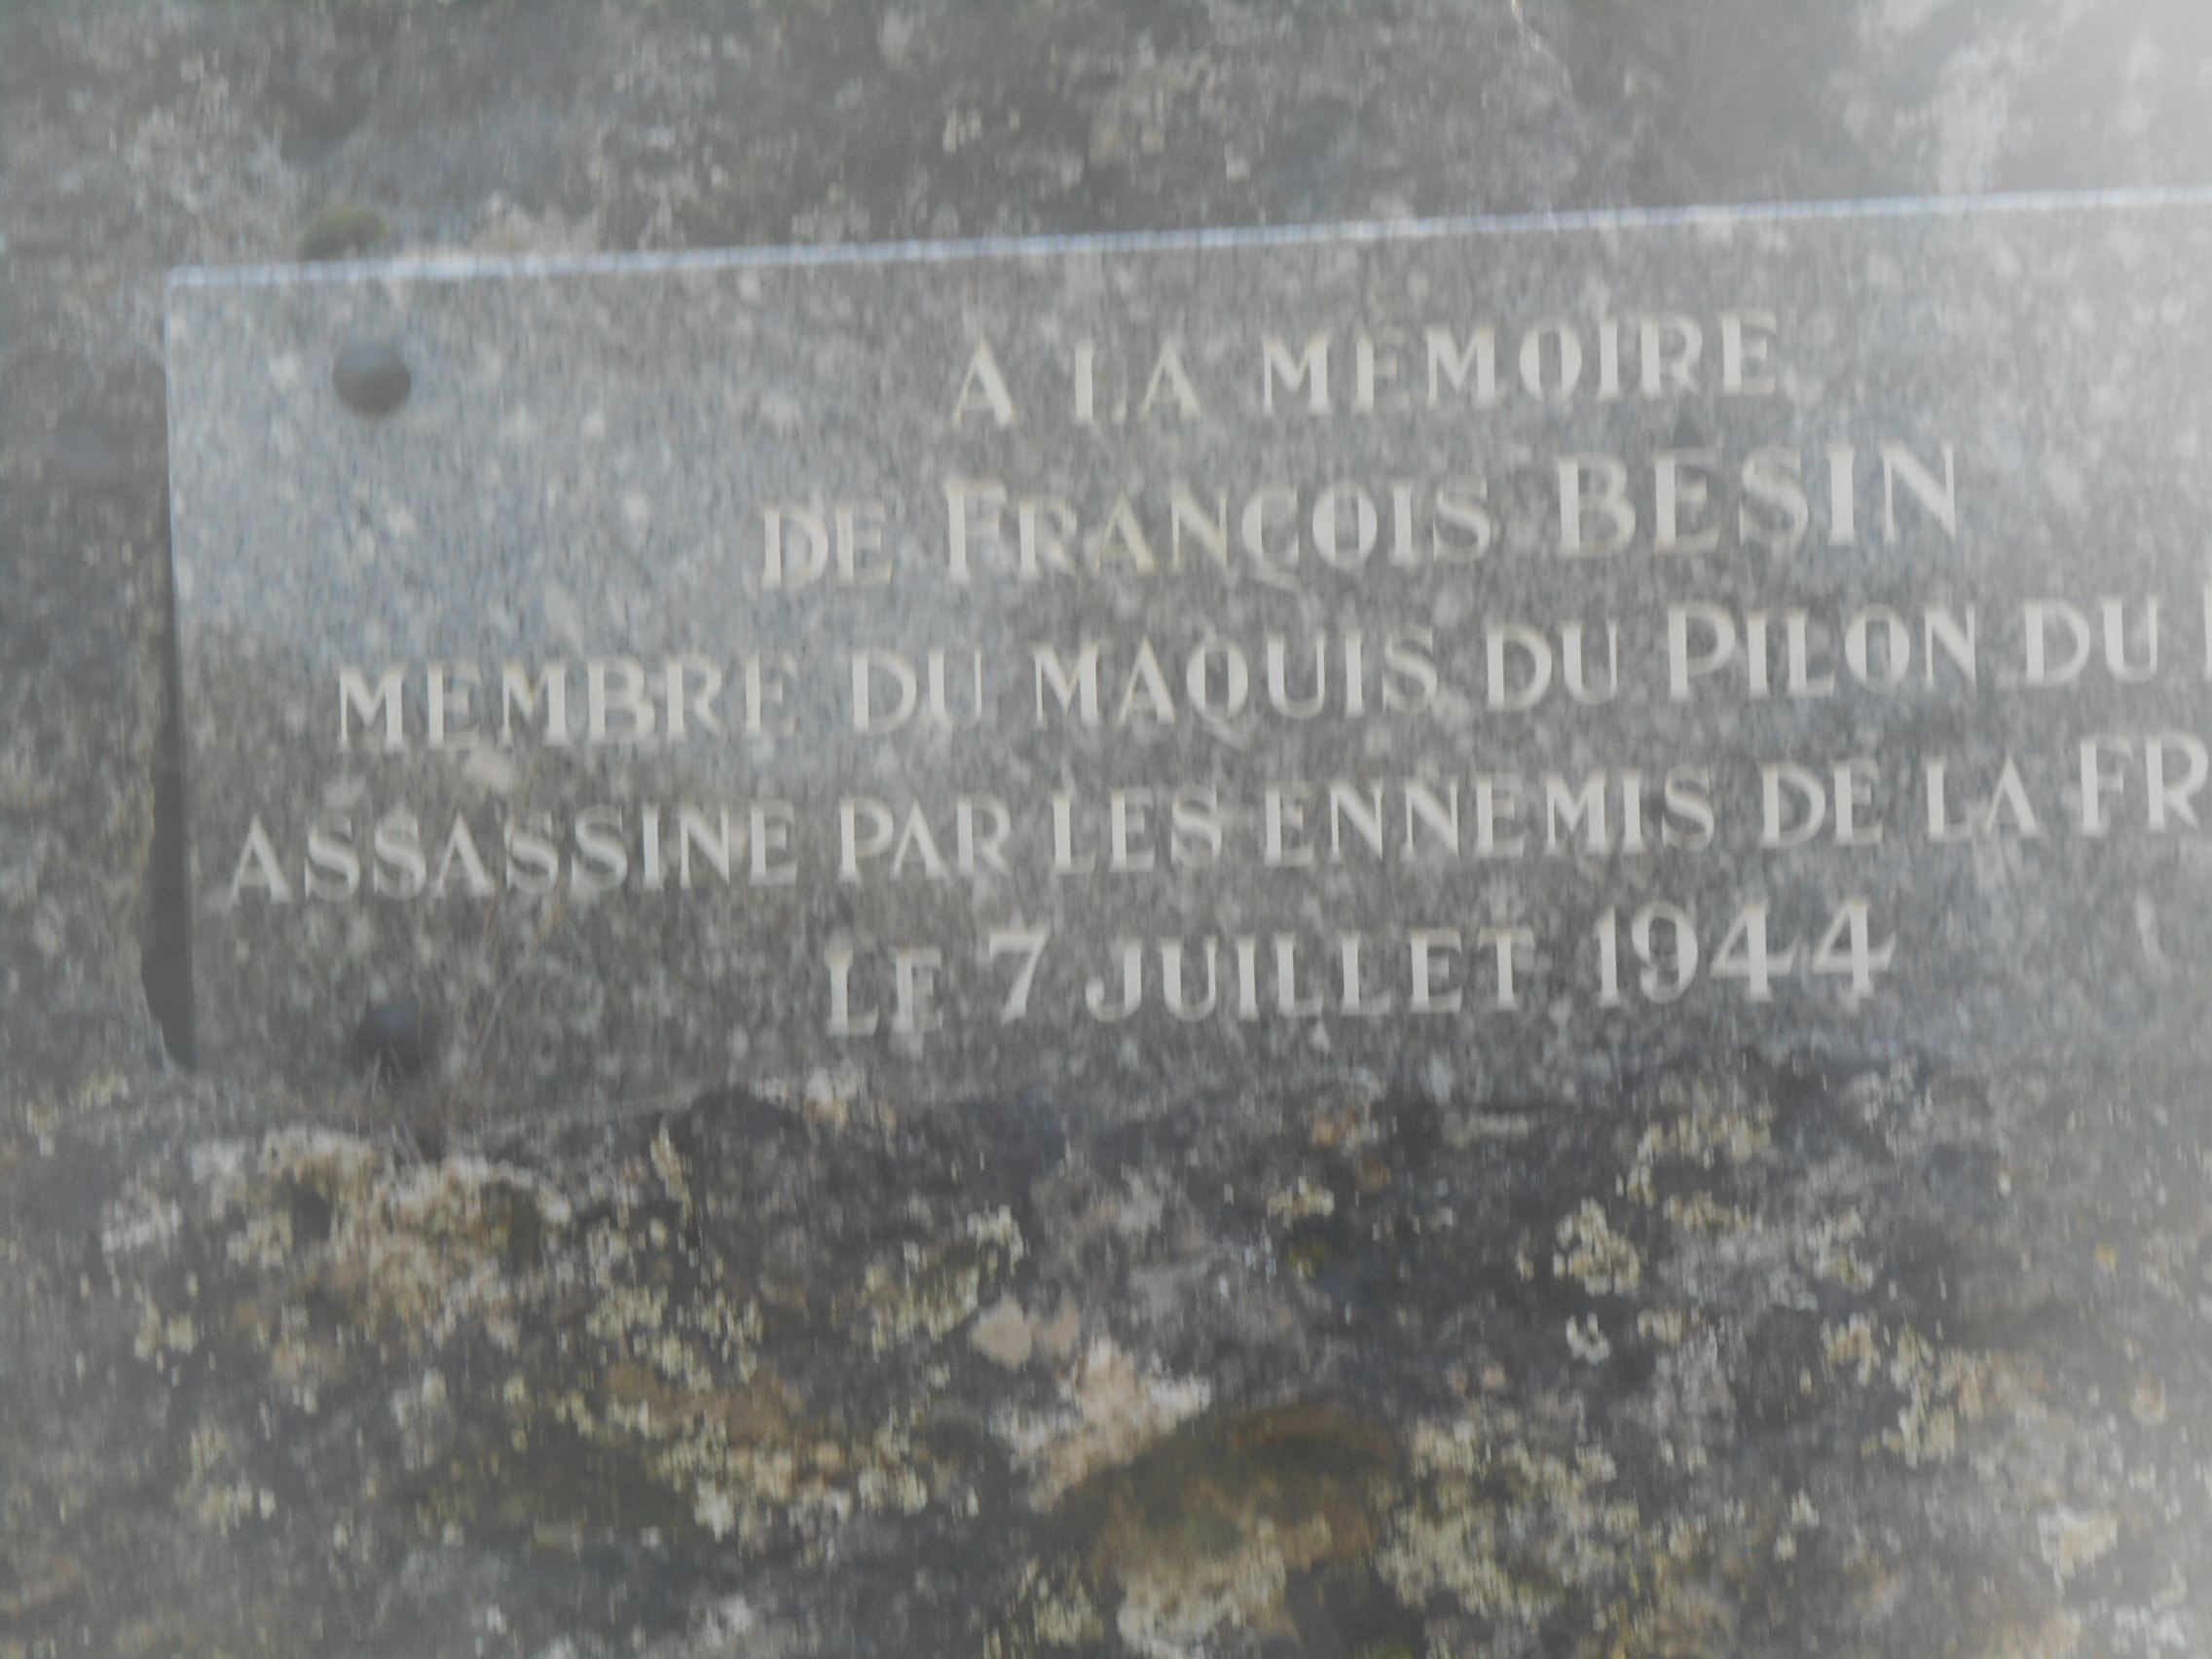 A LA MEMOIRE
DE FRANÇOIS BESIN
MEMBRE DU MAQUIS DU PILON DU
ASSASSINE PAR LES ENNEMIS DE LA FR
LE 7 JUILLET 1944